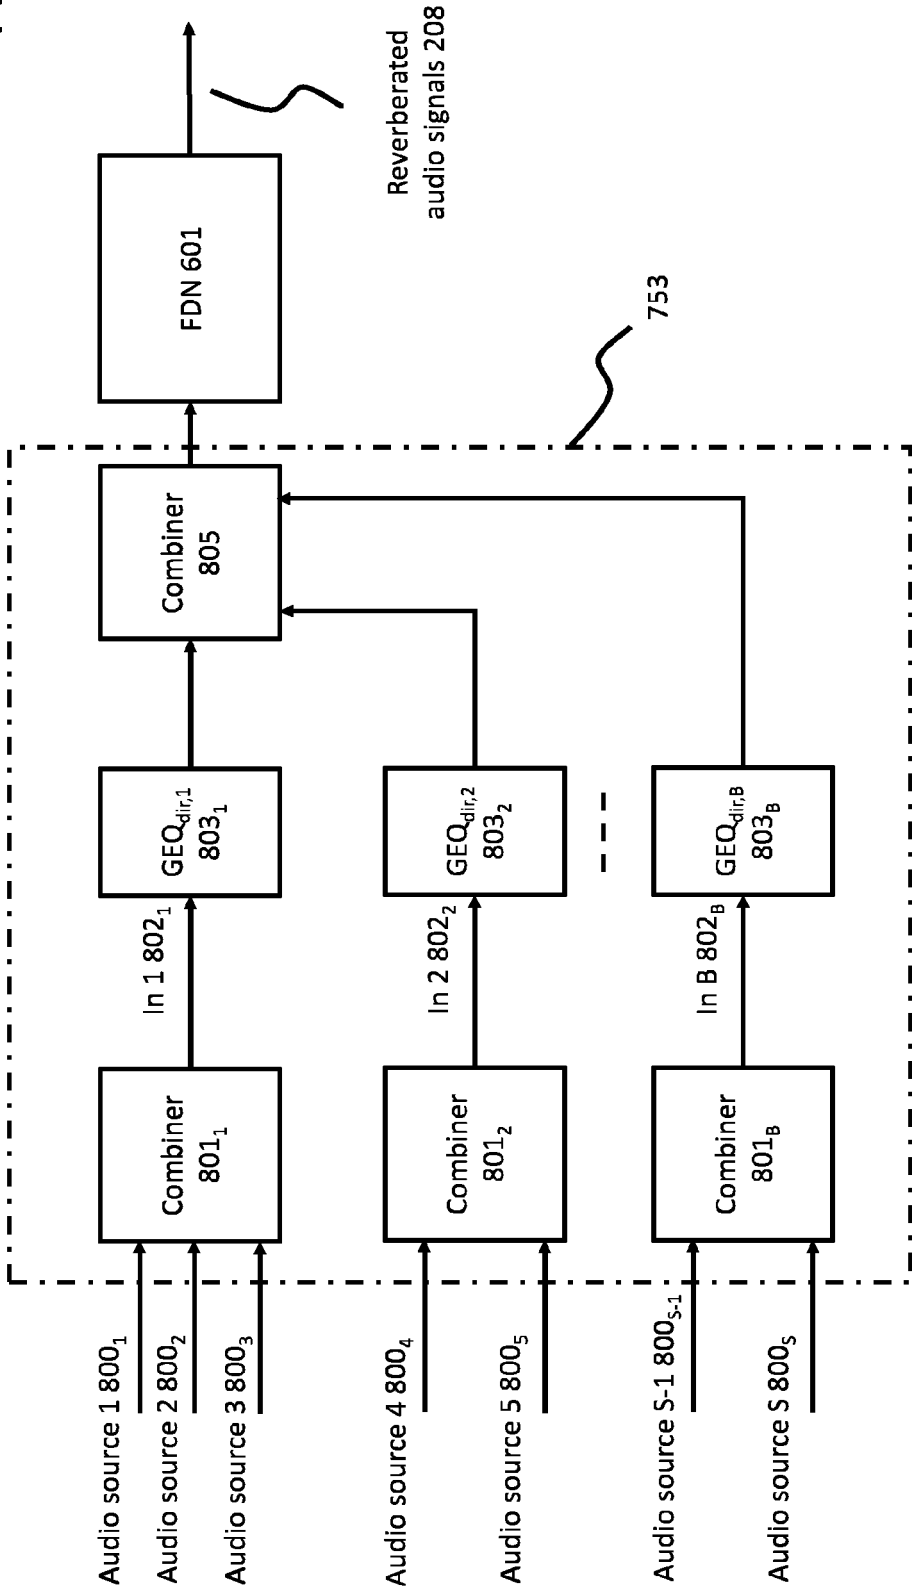 Audio source 1 800₁
Audio source 2 800₂
Audio source 3 800₃
Combiner
801₁
In 1 802₁
GEQdir,1
803₁
Combiner
805
FDN 601
Reverberated
audio signals 208
Audio source 4 800₄
Audio source 5 800₅
Combiner
801₂
In 2 802₂
GEQdir,2
803₂
753
Audio source S-1 800S-1
Audio source S 800S
Combiner
801B
In B 802B
GEQdir,B
803B